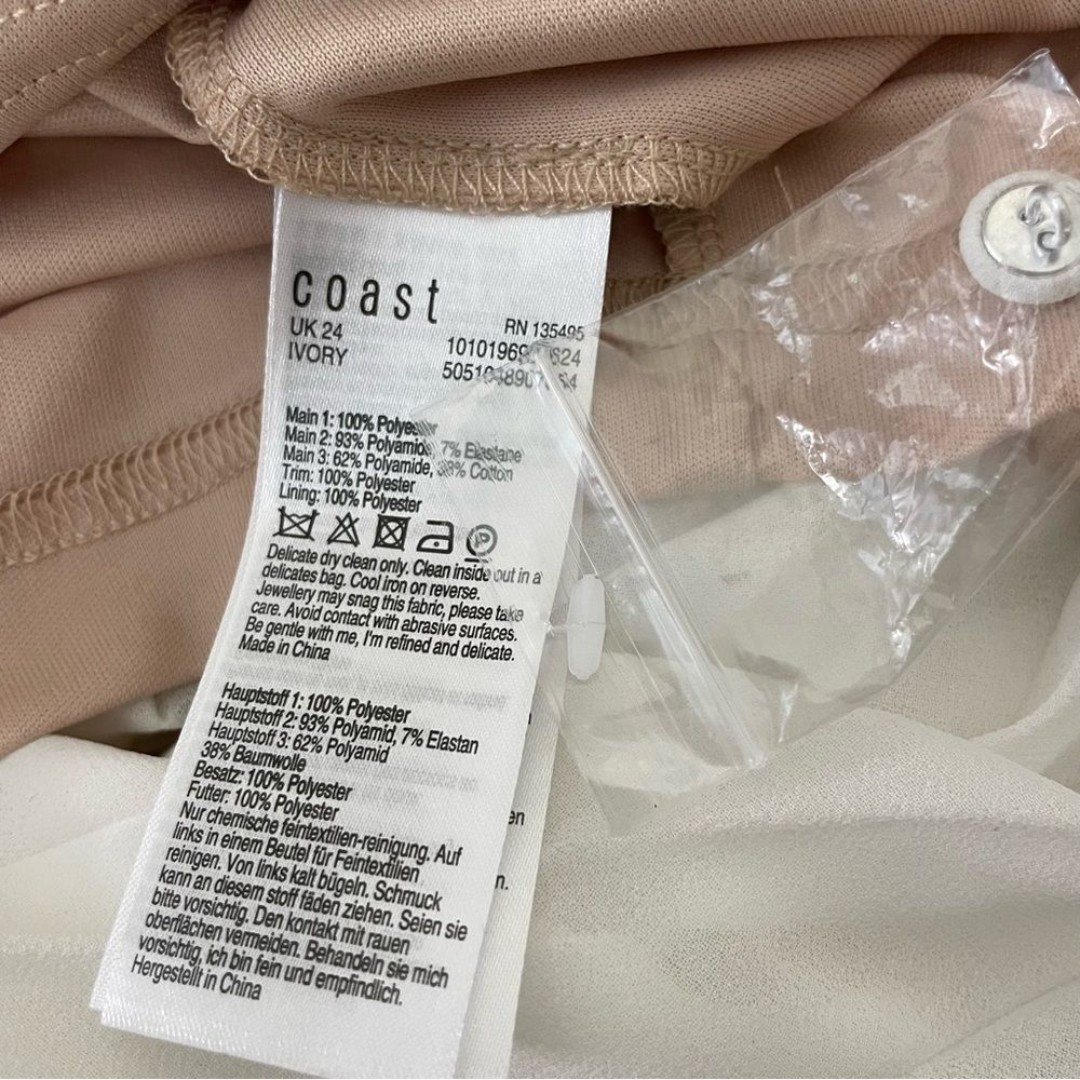 coast
UK 24
RN 135495
IVORY
Main 1: 100% Polyester
Main 2: 93% Polyamide, 7% Elastane
Main 3: 62% Polyamide, 38% Cotton
Trim: 100% Polyester
Lining: 100% Polyester
P
Delicate dry clean only. Clean inside out in a
delicates bag. Cool iron on reverse.
Jewellery may snag this fabric, please take
care. Avoid contact with abrasive surfaces.
Be gentle with me, I'm refined and delicate.
Made in China
Hauptstoff 1: 100% Polyester
Hauptstoff 2: 93% Polyamid, 7% Elastan
Hauptstoff 3: 62% Polyamid
38% Baumwolle
Besatz: 100% Polyester
Futter: 100% Polyester
Nur chemische feintextilien-reinigung. Auf
links in einem Beutel für Feintextilien
reinigen. Von links kalt bügeln. Schmuck
kann an diesem stoff fäden ziehen. Seien sie
bitte vorsichtig. Den kontakt mit rauen
oberflächen vermeiden. Behandeln sie mich
vorsichtig, ich bin fein und empfindlich.
Hergestellt in China